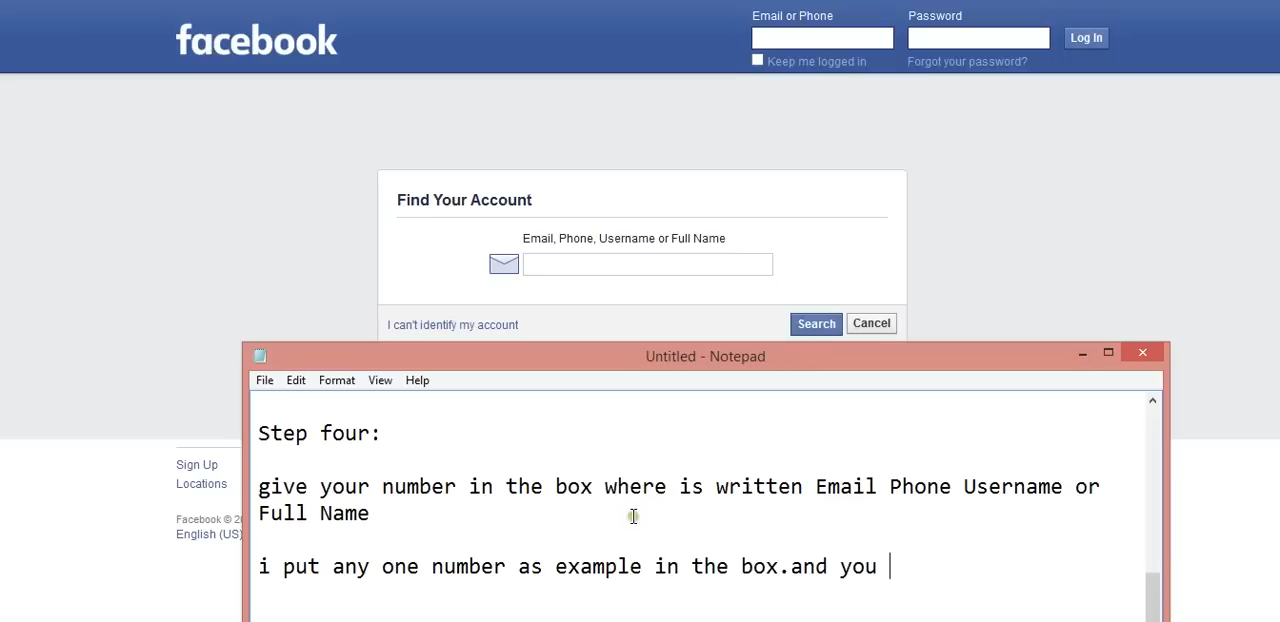 facebook
Email or Phone
Password
Log In
Keep me logged in
Forgot your password?
Find Your Account
Email, Phone, Username or Full Name
I can't identify my account
Search
Cancel
Untitled - Notepad
File Edit Format View Help
Step four:
give your number in the box where is written Email Phone Username or
Full Name
i put any one number as example in the box.and you
Sign Up
Locations
Facebook © 2
English (US)